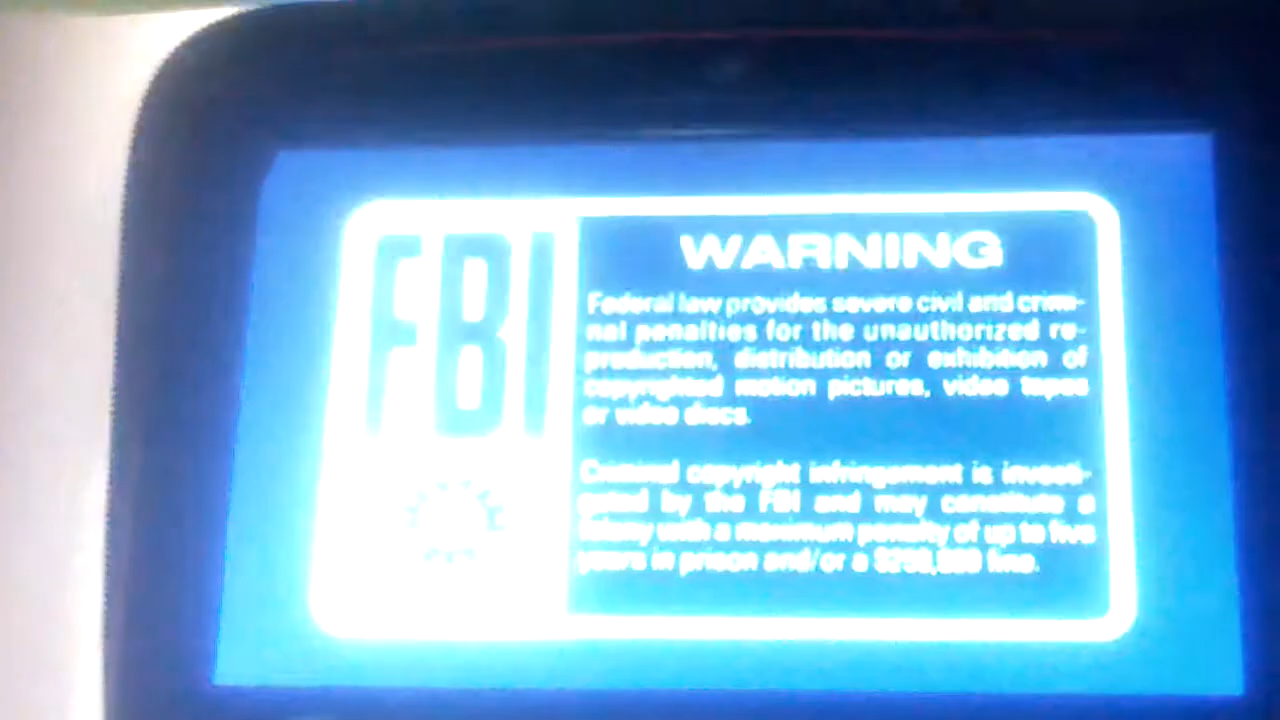 FBI
WARNING
Federal law provides severe civil and crimi-
nal penalties for the unauthorized re-
production, distribution or exhibition of
copyrighted motion pictures, video tapes
or video discs.
Criminal copyright infringement is investi-
gated by the FBI and may constitute a
felony with a maximum penalty of up to five
years in prison and/or a $250,000 fine.